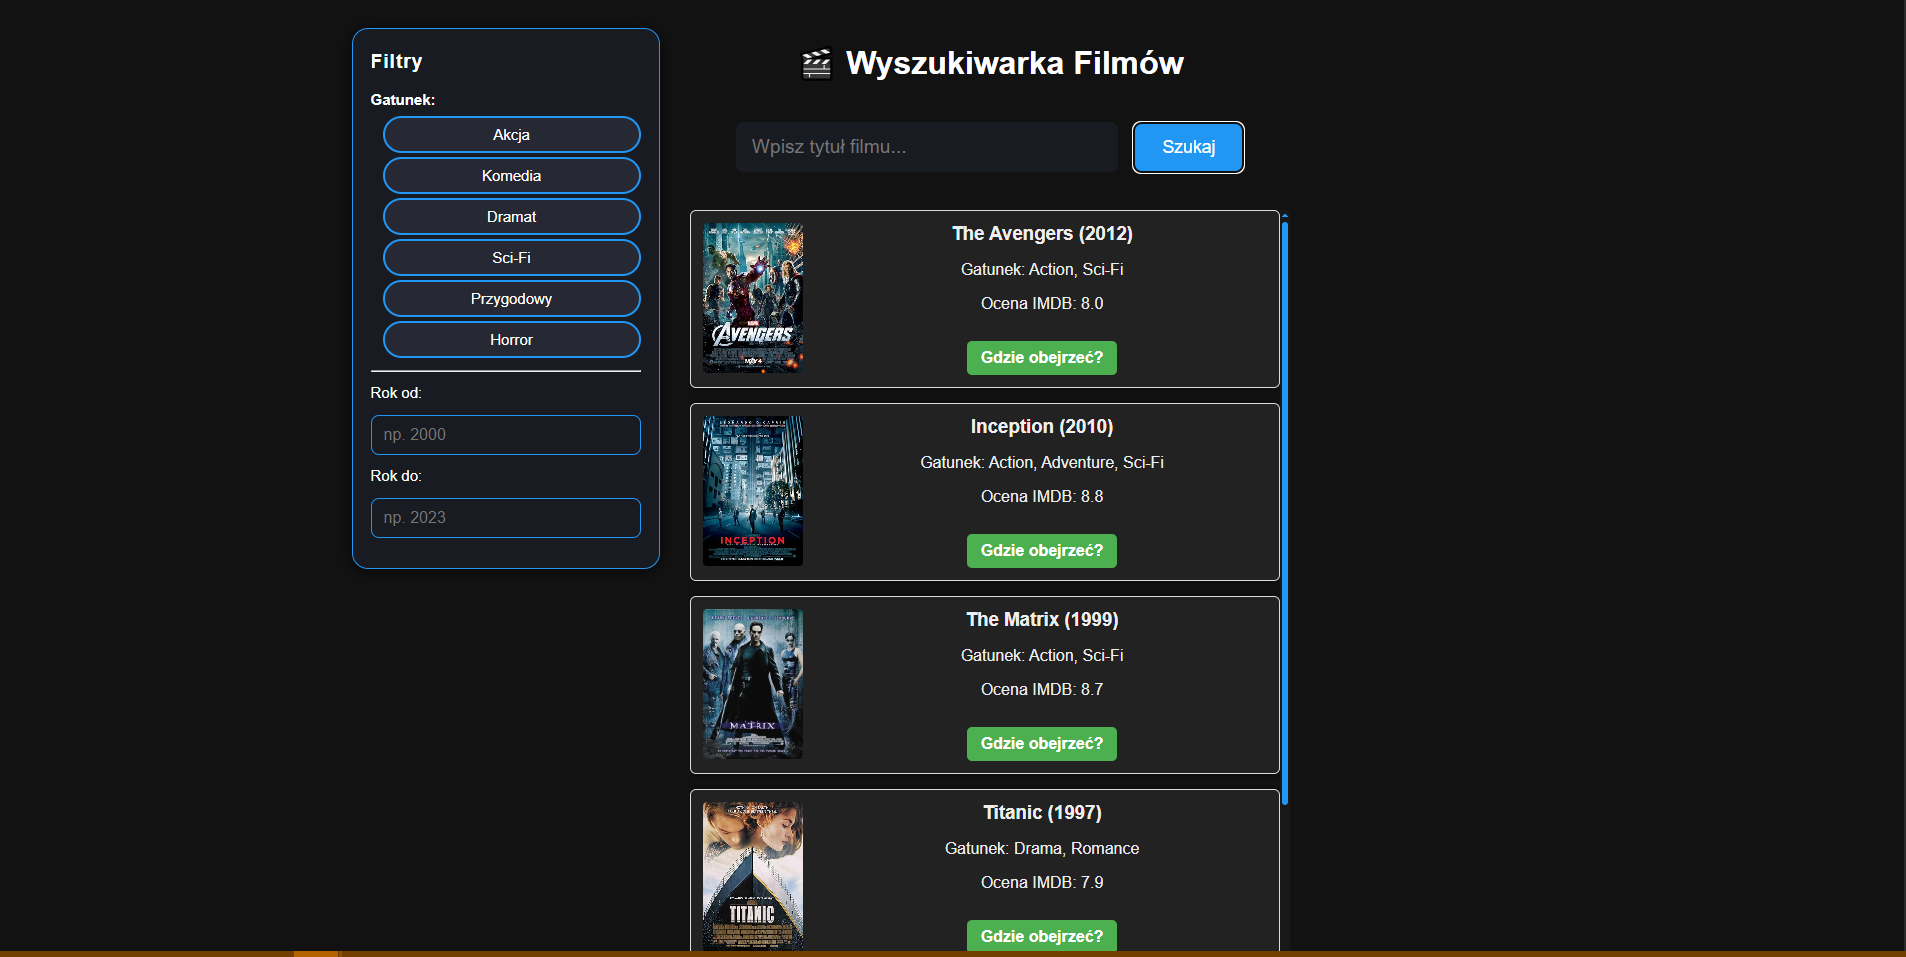 Filtry
Gatunek:
Akcja
Komedia
Dramat
Sci-Fi
Przygodowy
Horror
Rok od:
np. 2000
Rok do:
np. 2023
🎬 Wyszukiwarka Filmów
Wpisz tytuł filmu...
Szukaj
AVENGERS
The Avengers (2012)
Gatunek: Action, Sci-Fi
Ocena IMDB: 8.0
Gdzie obejrzeć?
INCEPTION
Inception (2010)
Gatunek: Action, Adventure, Sci-Fi
Ocena IMDB: 8.8
Gdzie obejrzeć?
MATRIX
The Matrix (1999)
Gatunek: Action, Sci-Fi
Ocena IMDB: 8.7
Gdzie obejrzeć?
TITANIC
Titanic (1997)
Gatunek: Drama, Romance
Ocena IMDB: 7.9
Gdzie obejrzeć?